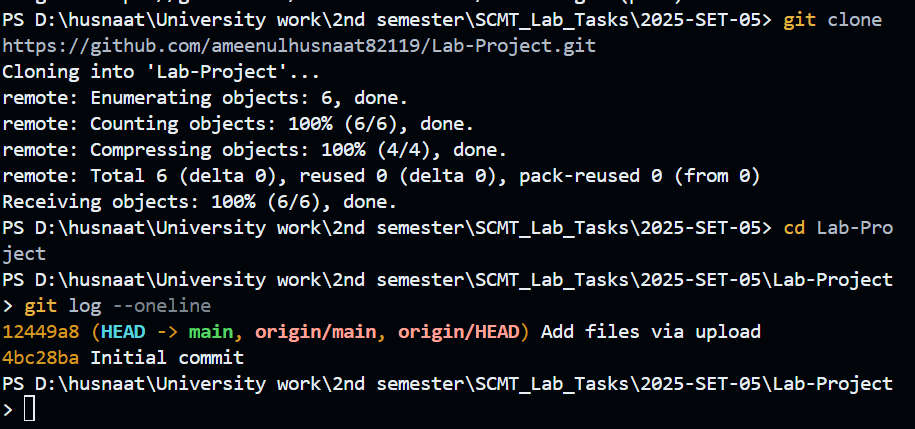 PS D:\husnaat\University work\2nd semester\SCMT_Lab_Tasks\2025-SET-05> git clone
https://github.com/ameenulhusnaat82119/Lab-Project.git
Cloning into 'Lab-Project'...
remote: Enumerating objects: 6, done.
remote: Counting objects: 100% (6/6), done.
remote: Compressing objects: 100% (4/4), done.
remote: Total 6 (delta 0), reused 0 (delta 0), pack-reused 0 (from 0)
Receiving objects: 100% (6/6), done.
PS D:\husnaat\University work\2nd semester\SCMT_Lab_Tasks\2025-SET-05> cd Lab-Pro
ject
PS D:\husnaat\University work\2nd semester\SCMT_Lab_Tasks\2025-SET-05\Lab-Project
> git log --oneline
12449a8 (HEAD -> main, origin/main, origin/HEAD) Add files via upload
4bc28ba Initial commit
PS D:\husnaat\University work\2nd semester\SCMT_Lab_Tasks\2025-SET-05\Lab-Project
>